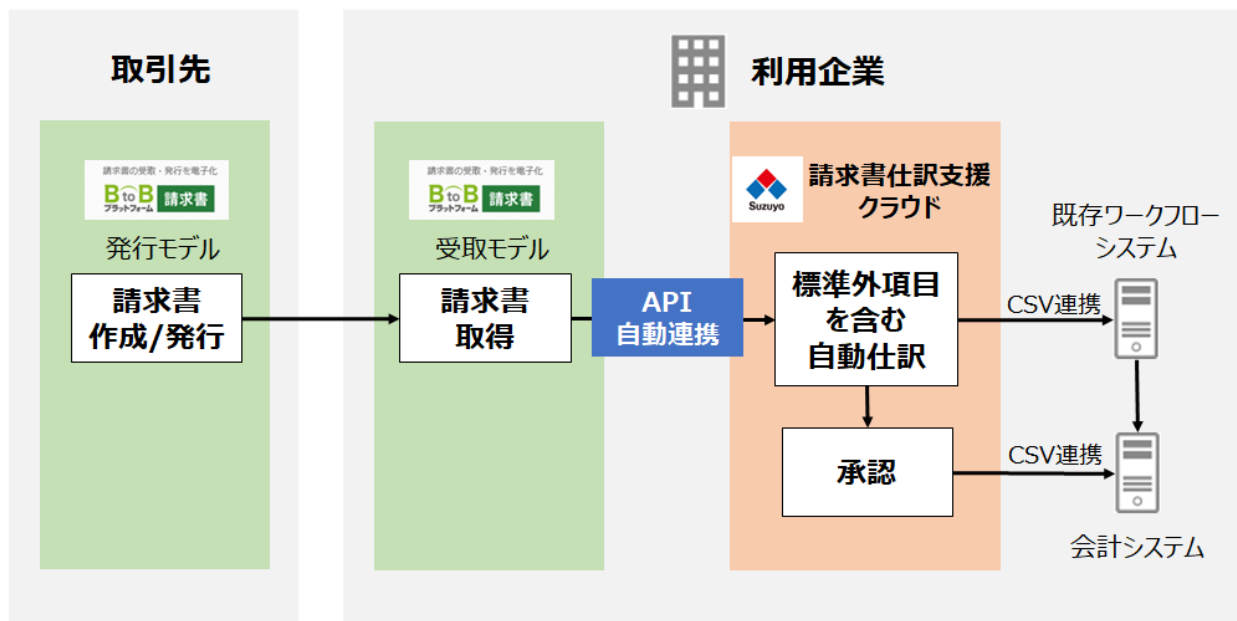 取引先
請求書の受取・発行を電子化
BtoB
プラットフォーム
請求書
発行モデル
請求書
作成/発行
利用企業
請求書の受取・発行を電子化
BtoB
プラットフォーム
請求書
受取モデル
請求書
取得
API
自動連携
Suzuyo
請求書仕訳支援
クラウド
標準外項目
を含む
自動仕訳
承認
CSV連携
CSV連携
既存ワークフロー
システム
会計システム